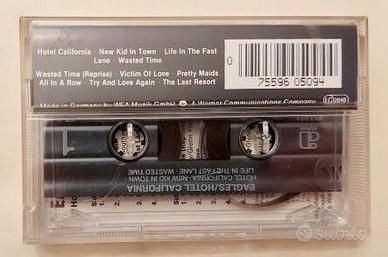 Hotel California · New Kid In Town · Life In The Fast
Lane · Wasted Time
Wasted Time (Reprise) · Victim Of Love · Pretty Maids
All In A Row · Try And Love Again · The Last Resort
0
75596 05094
Made in Germany by WEA Musik GmbH
A Warner Communications Company
1
EAGLES/HOTEL CALIFORNIA
HOTEL CALIFORNIA · NEW KID IN TOWN
LIFE IN THE FAST LANE · WASTED TIME
SUBITO